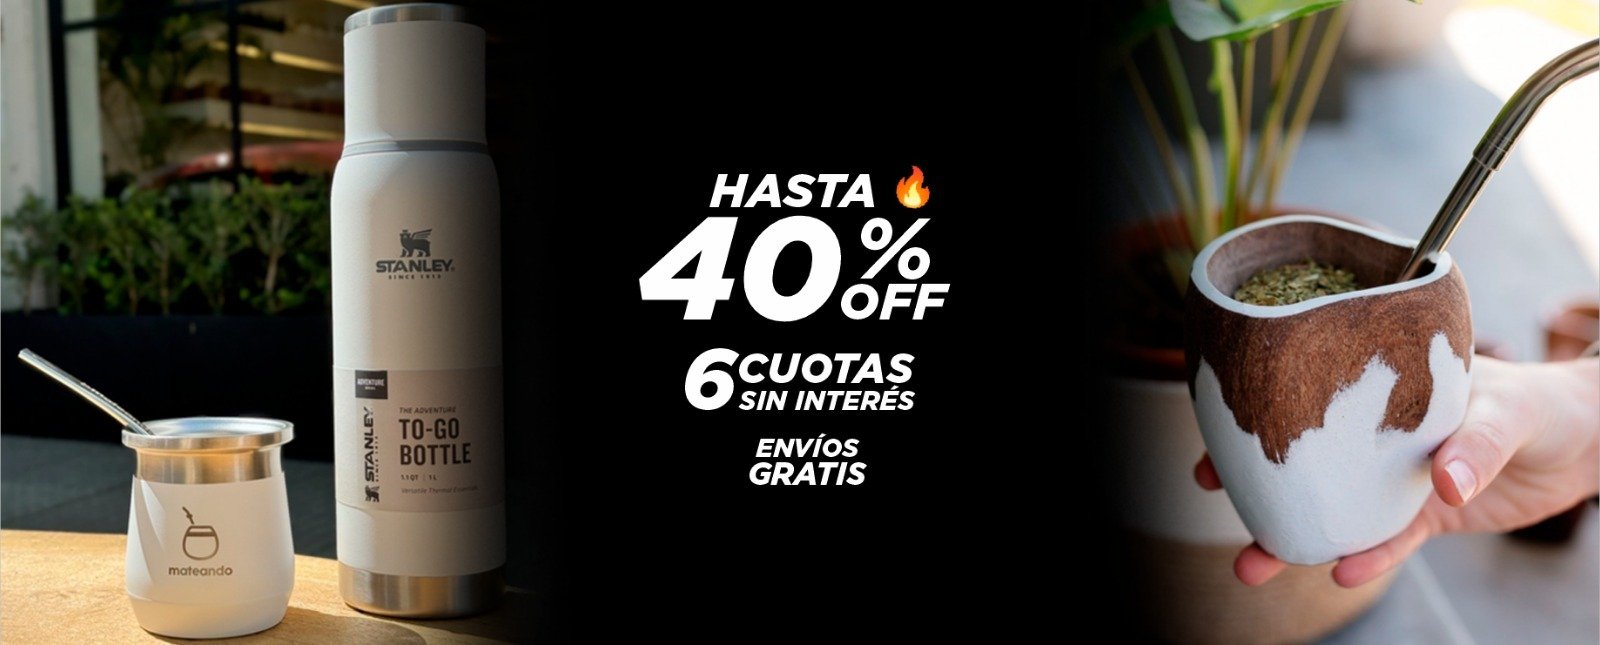 STANLEY
SINCE 1913
ADVENTURE
STANLEY
THE ADVENTURE
TO-GO
BOTTLE
1.1 QT | 1 L
Versatile Thermal Essentials
mateando
HASTA 🔥
40% OFF
6 CUOTAS
SIN INTERÉS
ENVÍOS
GRATIS